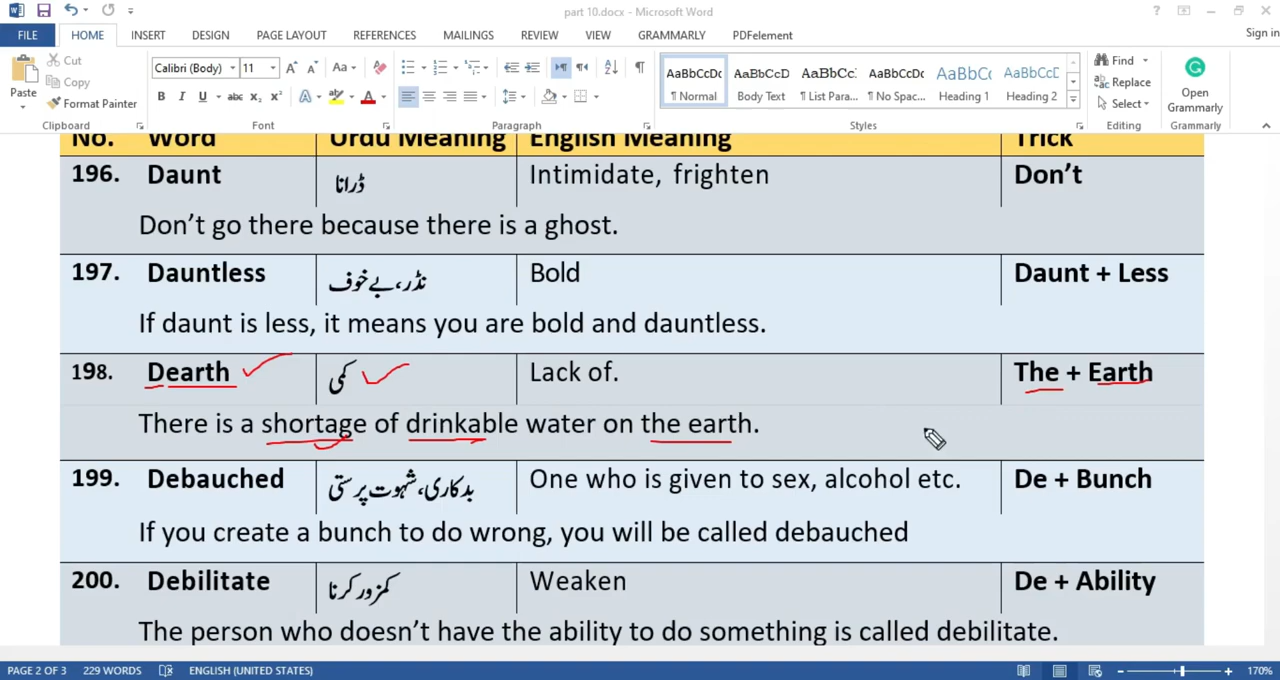 part 10.docx - Microsoft Word
FILE HOME INSERT DESIGN PAGE LAYOUT REFERENCES MAILINGS REVIEW VIEW GRAMMARLY PDFelement Sign in
Cut
Copy
Format Painter
Paste
Calibri (Body) 11
AaBbCcDc AaBbCcD AaBbCc: AaBbCcDc AaBbC( AaBbCcD
¶ Normal Body Text ¶ List Para... ¶ No Spac... Heading 1 Heading 2
Find
Replace
Select
Open
Grammarly
Clipboard Font Paragraph Styles Editing Grammarly
No. Word Urdu Meaning English Meaning Trick
196. Daunt ڈرانا Intimidate, frighten Don’t
Don’t go there because there is a ghost.
197. Dauntless نڈر، بے خوف Bold Daunt + Less
If daunt is less, it means you are bold and dauntless.
198. Dearth کمی Lack of. The + Earth
There is a shortage of drinkable water on the earth.
199. Debauched بدکاری، شہوت پرستی One who is given to sex, alcohol etc. De + Bunch
If you create a bunch to do wrong, you will be called debauched
200. Debilitate کمزور کرنا Weaken De + Ability
The person who doesn’t have the ability to do something is called debilitate.
PAGE 2 OF 3 229 WORDS ENGLISH (UNITED STATES) 170%